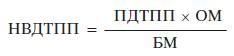 НВДТПП = ПДТПП × ОМ
БМ